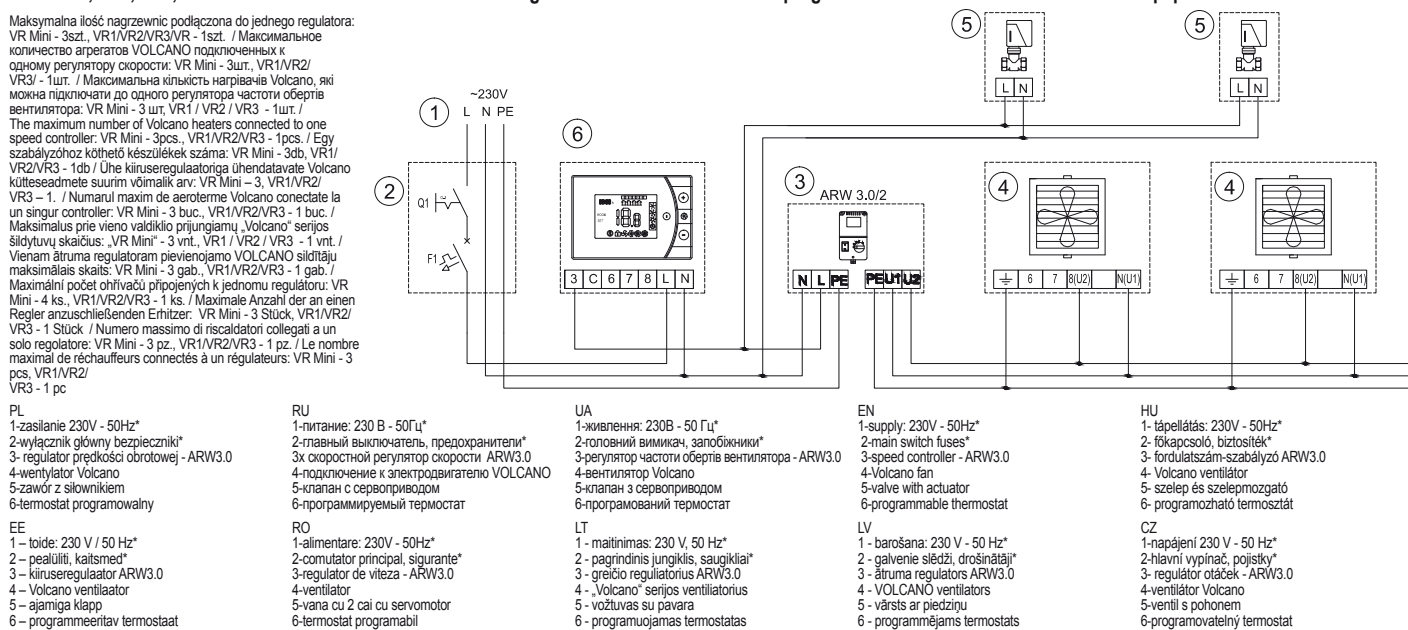 Maksymalna ilość nagrzewnic podłączona do jednego regulatora:
VR Mini - 3szt., VR1/VR2/VR3/VR - 1szt. / Максимальное
количество агрегатов VOLCANO подключенных к
одному регулятору скорости: VR Mini - 3шт., VR1/VR2/
VR3/ - 1шт. / Максимальна кількість нагрівачів Volcano, які
можна підключати до одного регулятора частоти обертів
вентилятора: VR Mini - 3 шт, VR1 / VR2 / VR3 - 1шт. /
The maximum number of Volcano heaters connected to one
speed controller: VR Mini - 3pcs., VR1/VR2/VR3 - 1pcs. / Egy
szabályzóhoz köthető készülékek száma: VR Mini - 3db, VR1/
VR2/VR3 - 1db / Ühe kiiruseregulaatoriga ühendatavate Volcano
kütteseadmete suurim võimalik arv: VR Mini – 3, VR1/VR2/
VR3 – 1. / Numarul maxim de aeroterme Volcano conectate la
un singur controller: VR Mini - 3 buc., VR1/VR2/VR3 - 1 buc. /
Maksimalus prie vieno valdiklio prijungiamų „Volcano" serijos
šildytuvų skaičius: „VR Mini" - 3 vnt., VR1 / VR2 / VR3 - 1 vnt. /
Vienam ātruma regulatoram pievienojamo VOLCANO sildītāju
maksimālais skaits: VR Mini - 3 gab., VR1/VR2/VR3 - 1 gab. /
Maximální počet ohřívačů připojených k jednomu regulátoru: VR
Mini - 4 ks., VR1/VR2/VR3 - 1 ks. / Maximale Anzahl der an einen
Regler anzuschließenden Erhitzer: VR Mini - 3 Stück, VR1/VR2/
VR3 - 1 Stück / Numero massimo di riscaldatori collegati a un
solo regolatore: VR Mini - 3 pz., VR1/VR2/VR3 - 1 pz. / Le nombre
maximal de réchauffeurs connectés à un régulateurs: VR Mini - 3
pcs, VR1/VR2/
VR3 - 1 pc
1
~230V
L N PE
2
Q1
F1
6
3 C 6 7 8 L N
3
ARW 3.0/2
N L PE PE U1 U2
5
L N
5
L N
4
6 7 8(U2) N(U1)
4
6 7 8(U2) N(U1)
PL
1-zasilanie 230V - 50Hz*
2-wyłącznik główny bezpieczniki*
3- regulator prędkości obrotowej - ARW3.0
4-wentylator Volcano
5-zawór z siłownikiem
6-termostat programowalny
RU
1-питание: 230 В - 50Гц*
2-главный выключатель, предохранители*
3x скоростной регулятор скорости ARW3.0
4-подключение к электродвигателю VOLCANO
5-клапан с сервоприводом
6-программируемый термостат
UA
1-живлення: 230В - 50 Гц*
2-головний вимикач, запобіжники*
3-регулятор частоти обертів вентилятора - ARW3.0
4-вентилятор Volcano
5-клапан з сервоприводом
6-програмований термостат
EN
1-supply: 230V - 50Hz*
2-main switch fuses*
3-speed controller - ARW3.0
4-Volcano fan
5-valve with actuator
6-programmable thermostat
HU
1- tápellátás: 230V - 50Hz*
2- főkapcsoló, biztosíték*
3- fordulatszám-szabályzó ARW3.0
4- Volcano ventilátor
5- szelep és szelepmozgató
6- programozható termosztát
EE
1 – toide: 230 V / 50 Hz*
2 – pealüliti, kaitsmed*
3 – kiiruseregulaator ARW3.0
4 – Volcano ventilaator
5 – ajamiga klapp
6 – programmeeritav termostaat
RO
1-alimentare: 230V - 50Hz*
2-comutator principal, sigurante*
3-regulator de viteza - ARW3.0
4-ventilator
5-vana cu 2 cai cu servomotor
6-termostat programabil
LT
1 - maitinimas: 230 V, 50 Hz*
2 - pagrindinis jungiklis, saugikliai*
3 - greičio reguliatorius ARW3.0
4 - „Volcano" serijos ventiliatorius
5 - vožtuvas su pavara
6 - programuojamas termostatas
LV
1 - barošana: 230 V - 50 Hz*
2 - galvenie slēdži, drošinātāji*
3 - ātruma regulators ARW3.0
4 - VOLCANO ventilators
5 - vārsts ar piedziņu
6 - programmējams termostats
CZ
1-napájení 230 V - 50 Hz*
2-hlavní vypínač, pojistky*
3- regulátor otáček - ARW3.0
4-ventilátor Volcano
5-ventil s pohonem
6-programovatelný termostat